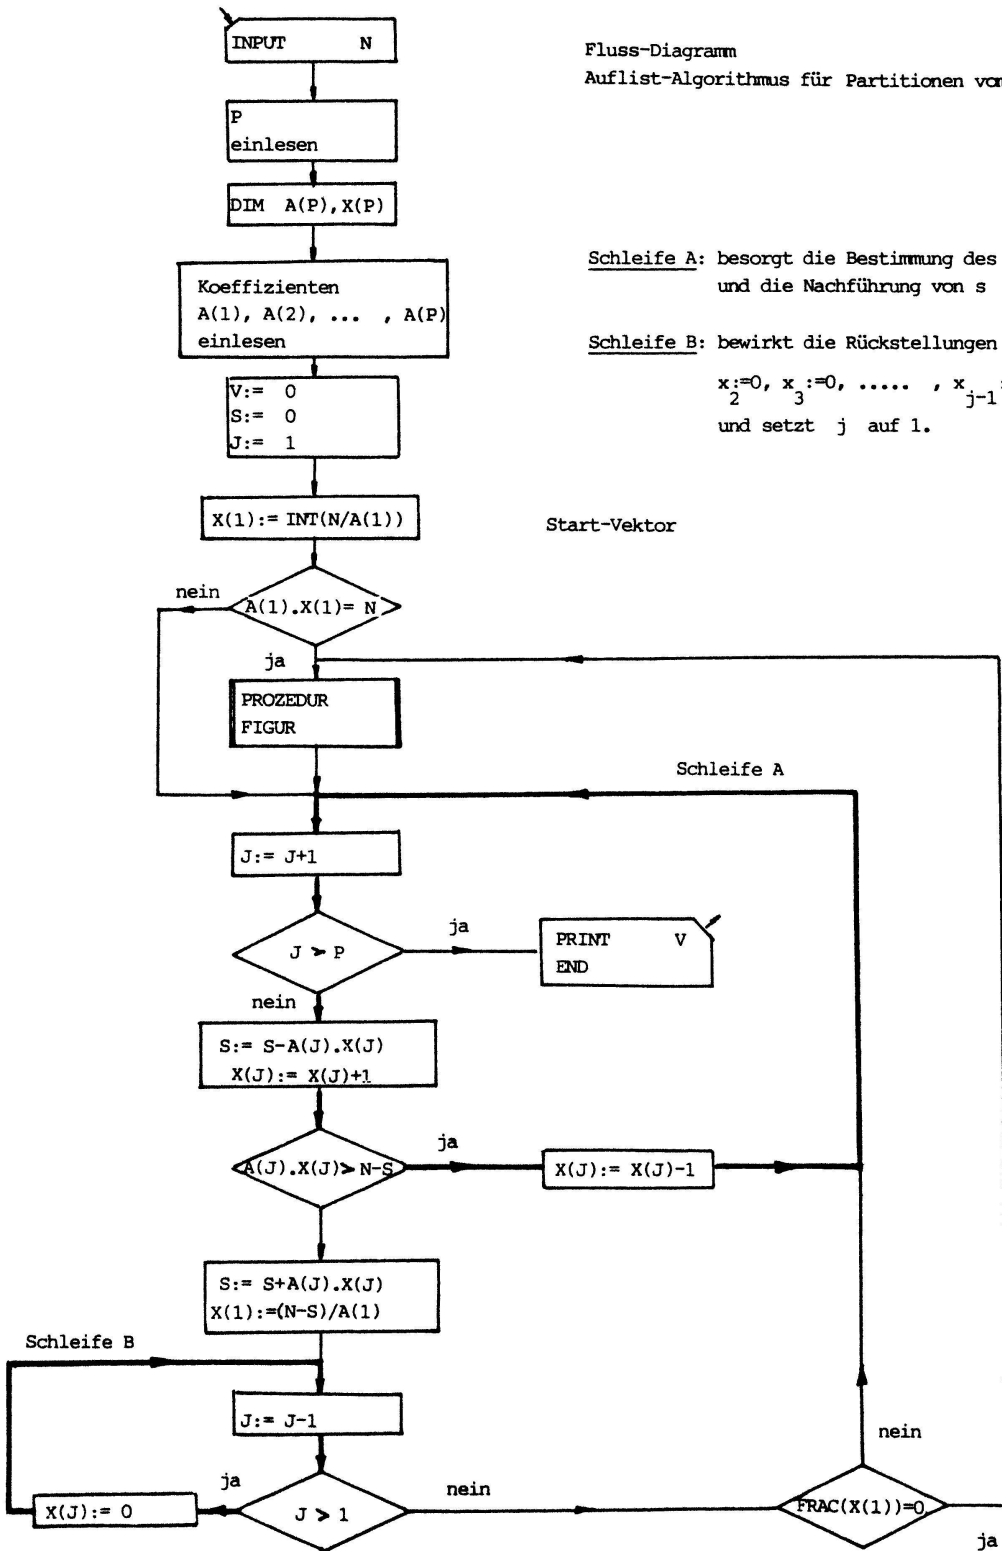 INPUT N
Fluss-Diagramm
Auflist-Algorithmus für Partitionen von
P
einlesen
DIM A(P),X(P)
Schleife A: besorgt die Bestimmung des
und die Nachführung von s
Koeffizienten
A(1), A(2), ... , A(P)
einlesen
Schleife B: bewirkt die Rückstellungen
x2:=0, x3:=0, ..... , xj-1:
und setzt j auf 1.
V:= 0
S:= 0
J:= 1
X(1):= INT(N/A(1))
Start-Vektor
nein
A(1).X(1)= N
ja
PROZEDUR
FIGUR
Schleife A
J:= J+1
ja
J > P
PRINT V
END
nein
S:= S-A(J).X(J)
X(J):= X(J)+1
ja
A(J).X(J)> N-S
X(J):= X(J)-1
S:= S+A(J).X(J)
X(1):=(N-S)/A(1)
Schleife B
J:= J-1
nein
ja
nein
X(J):= 0
J > 1
FRAC(X(1))=0
ja